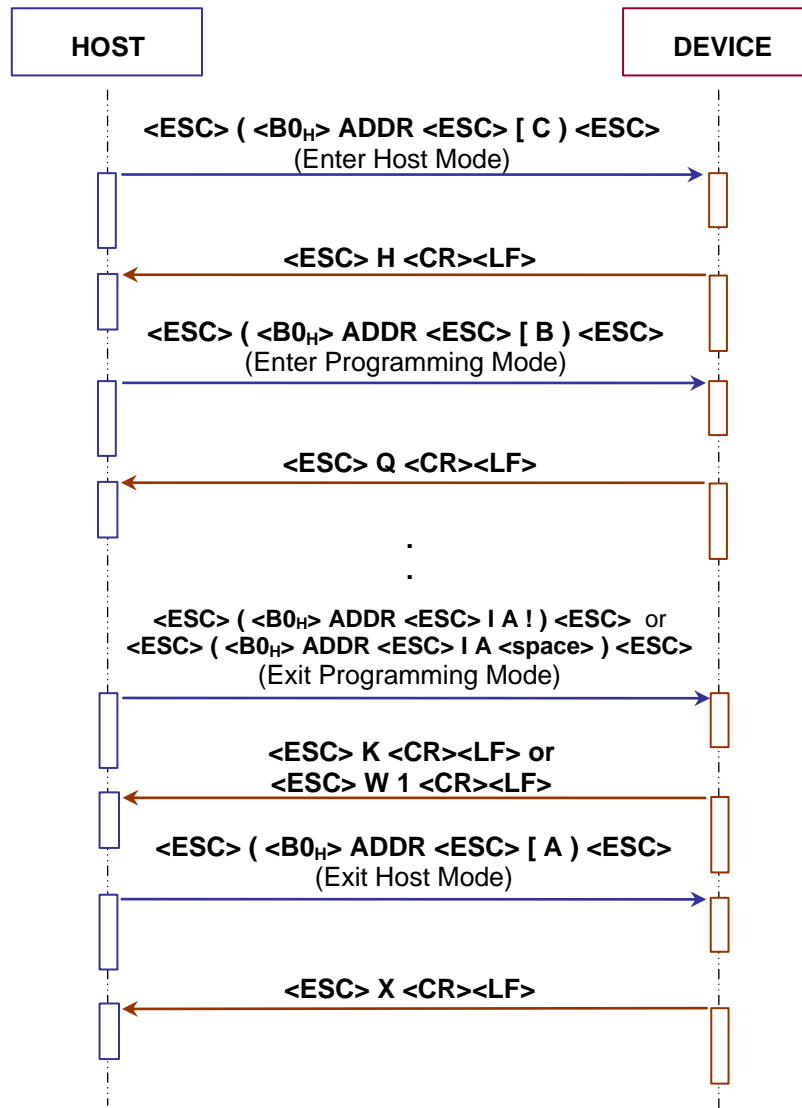 HOST
DEVICE
<ESC> ( <B0H> ADDR <ESC> [ C ) <ESC>
(Enter Host Mode)
<ESC> H <CR><LF>
<ESC> ( <B0H> ADDR <ESC> [ B ) <ESC>
(Enter Programming Mode)
<ESC> Q <CR><LF>
.
.
<ESC> ( <B0H> ADDR <ESC> I A ! ) <ESC> or
<ESC> ( <B0H> ADDR <ESC> I A <space> ) <ESC>
(Exit Programming Mode)
<ESC> K <CR><LF> or
<ESC> W 1 <CR><LF>
<ESC> ( <B0H> ADDR <ESC> [ A ) <ESC>
(Exit Host Mode)
<ESC> X <CR><LF>